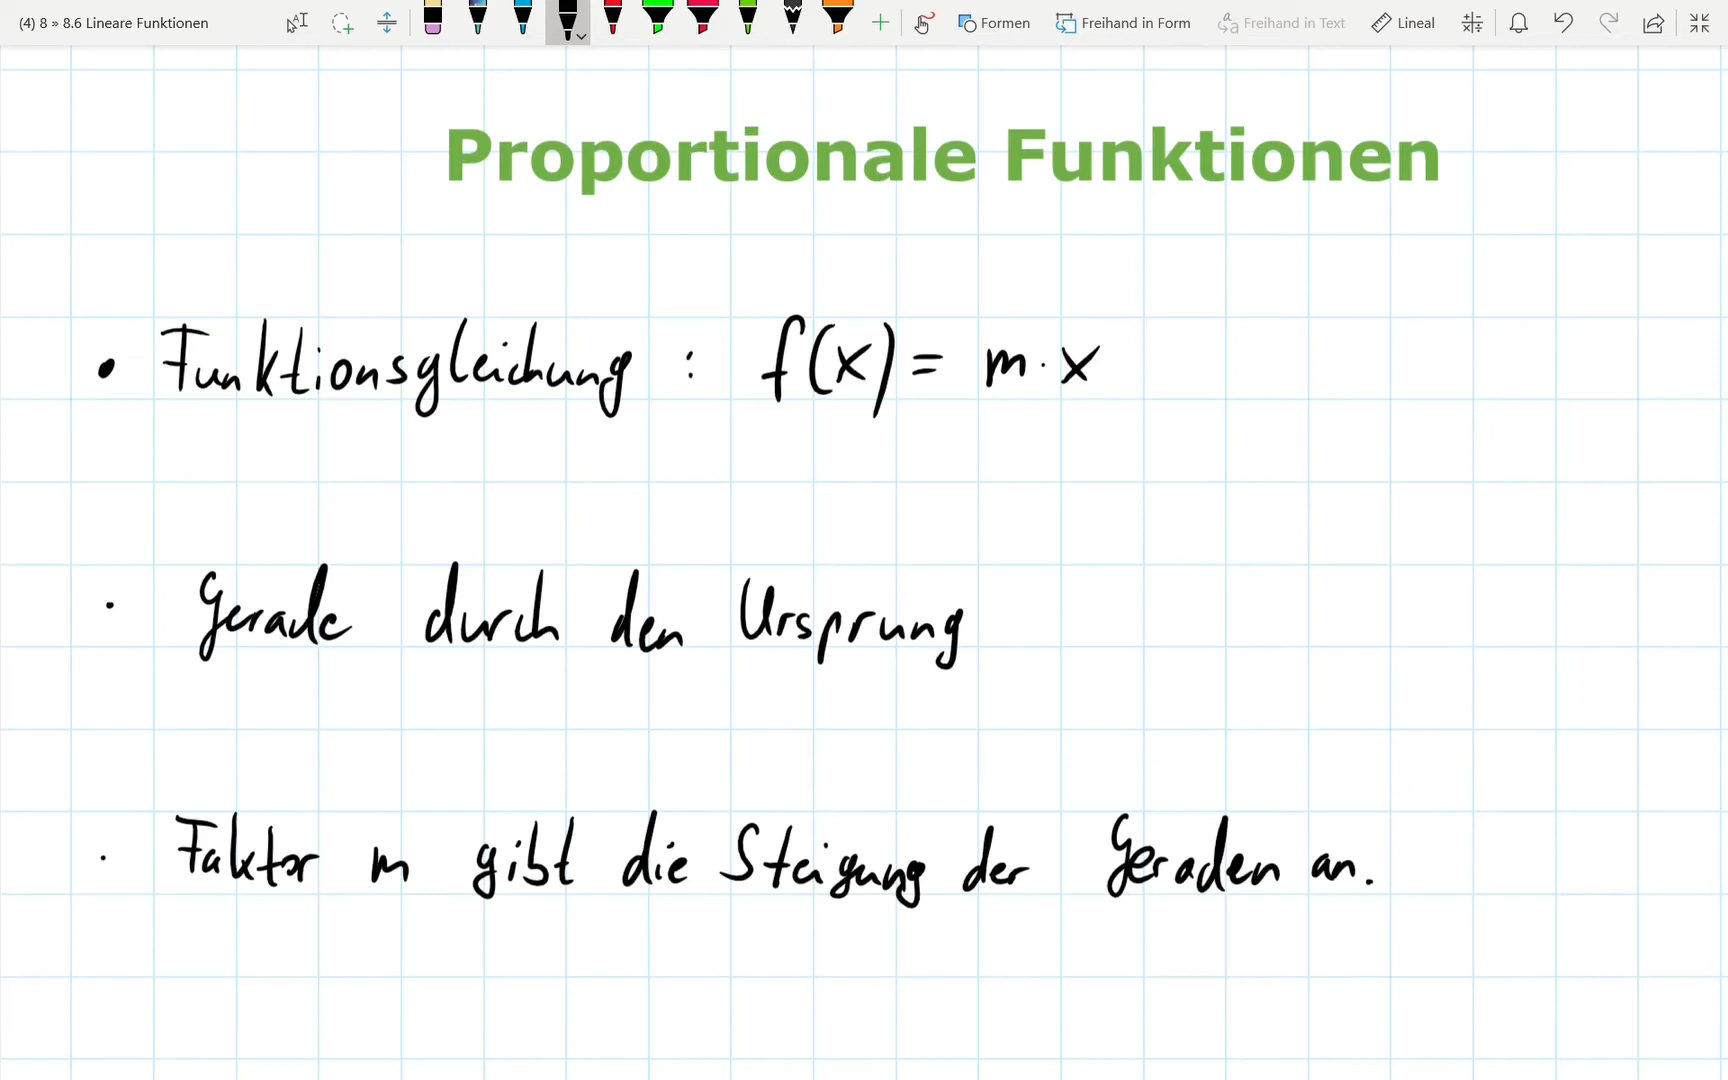 (4) 8 » 8.6 Lineare Funktionen
Formen
Freihand in Form
Freihand in Text
Lineal
Proportionale Funktionen
• Funktionsgleichung : f(x) = m · x
· Gerade durch den Ursprung
· Faktor m gibt die Steigung der Geraden an.